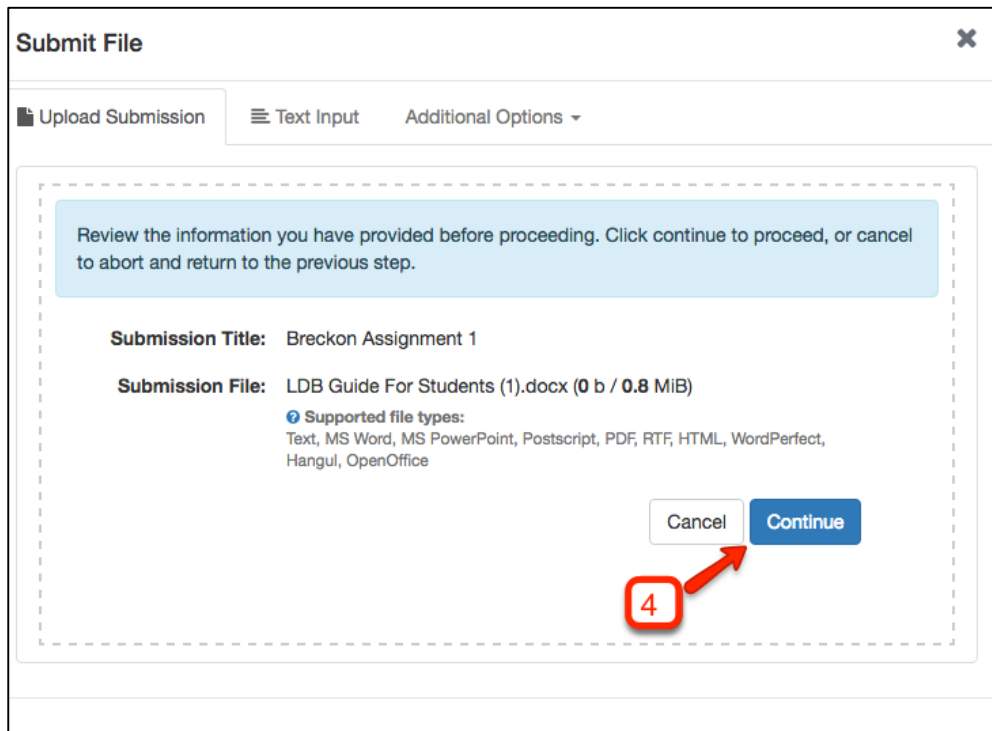 Submit File
Upload Submission
Text Input
Additional Options
Review the information you have provided before proceeding. Click continue to proceed, or cancel
to abort and return to the previous step.
Submission Title: Breckon Assignment 1
Submission File: LDB Guide For Students (1).docx (0 b / 0.8 MiB)
Supported file types:
Text, MS Word, MS PowerPoint, Postscript, PDF, RTF, HTML, WordPerfect,
Hangul, OpenOffice
Cancel
Continue
4